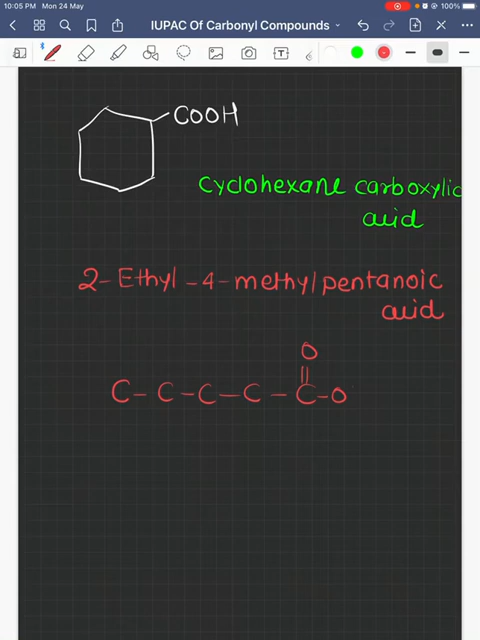 10:05 PM Mon 24 May 100%
IUPAC Of Carbonyl Compounds
COOH
Cyclohexane carboxylic
acid
2-Ethyl-4-methylpentanoic
acid
O
||
C-C-C-C-C-O